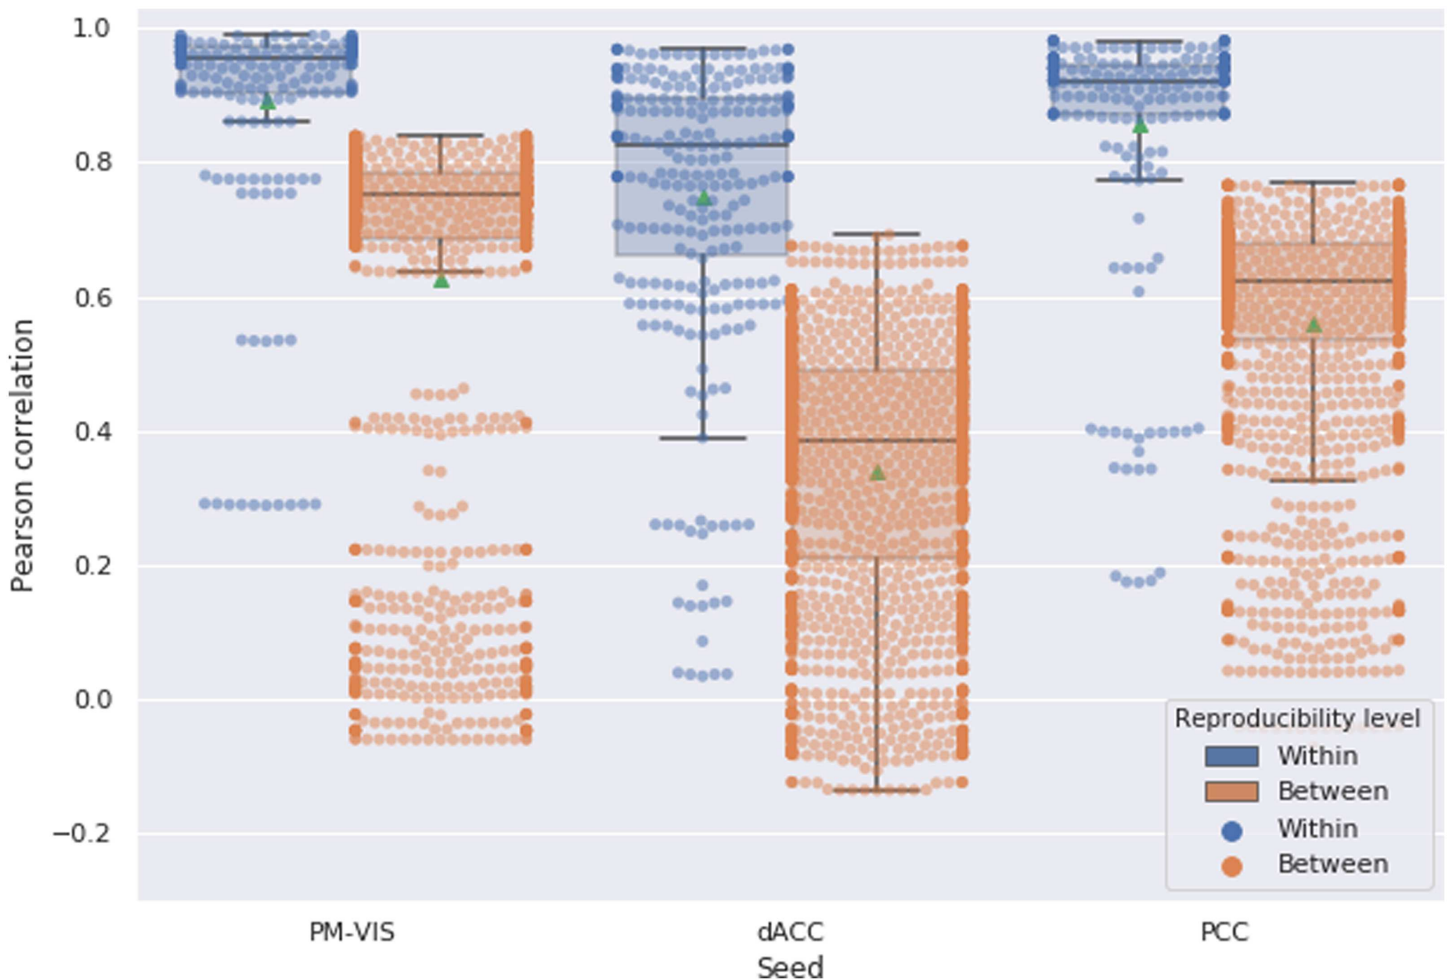 1.0
0.8
0.6
0.4
0.2
0.0
−0.2
Pearson correlation
PM-VIS
dACC
PCC
Seed
Reproducibility level
Within
Between
Within
Between